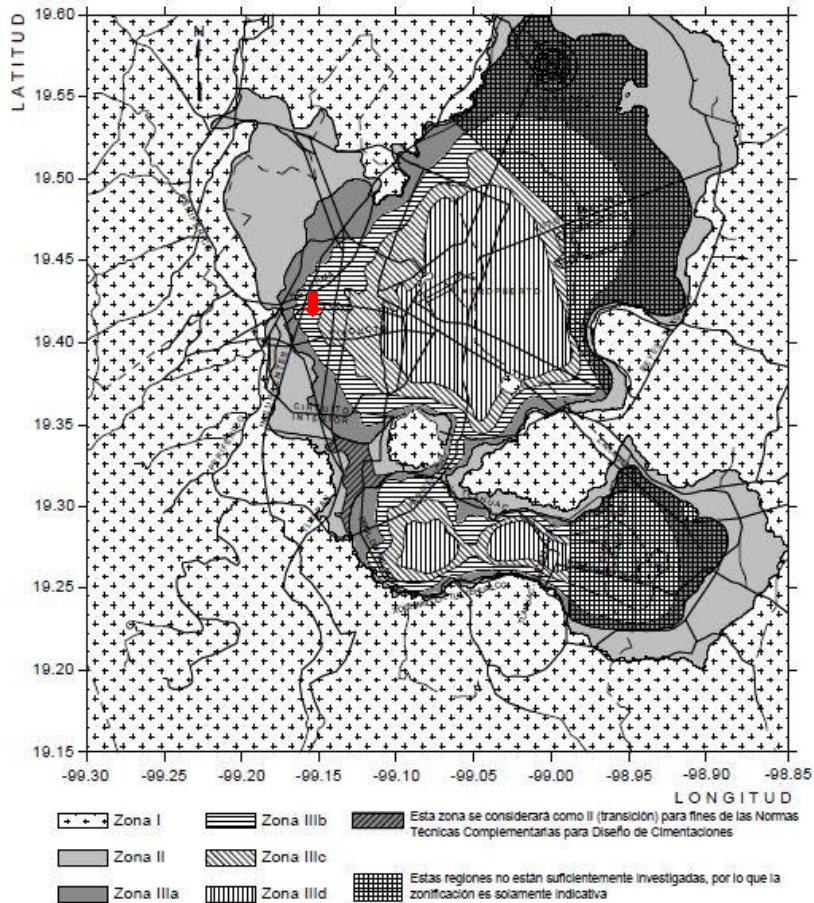 LATITUD
19.60
N
19.55
19.50
19.45
AEROPUERTO
19.40
19.35
CIRCUITO
INTERIOR
19.30
19.25
19.20
19.15
-99.30 -99.25 -99.20 -99.15 -99.10 -99.05 -99.00 -98.95 -98.90 -98.85
LONGITUD
Zona I
Zona II
Zona IIIa
Zona IIIb
Zona IIIc
Zona IIId
Esta zona se considerará como II (transición) para fines de las Normas
Técnicas Complementarias para Diseño de Cimentaciones
Estas regiones no están suficientemente investigadas, por lo que la
zonificación es solamente indicativa